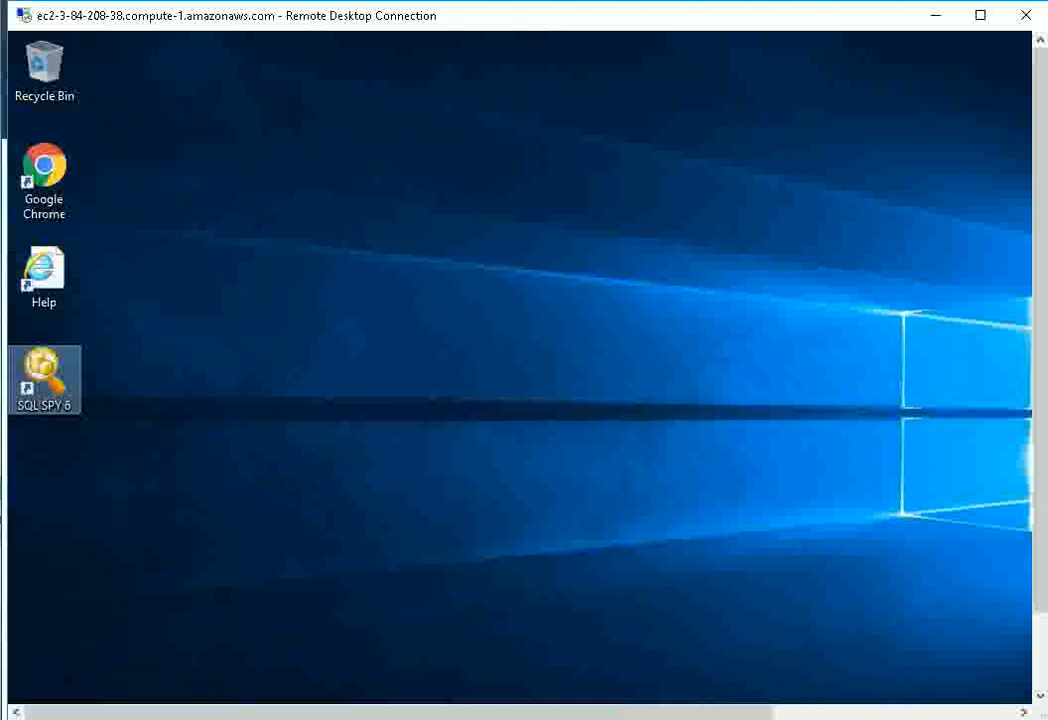 ec2-3-84-208-38.compute-1.amazonaws.com - Remote Desktop Connection
Recycle Bin
Google
Chrome
Help
SQL SPY 6